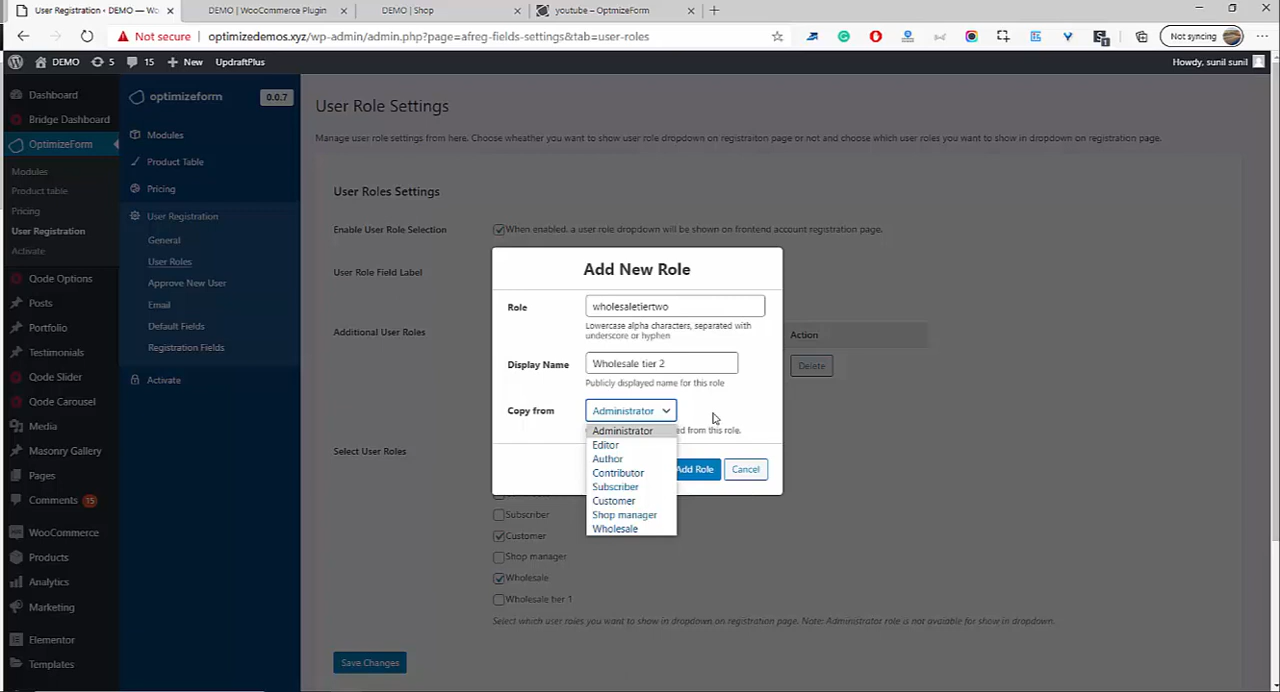 User Registration ‹ DEMO — Wo
DEMO | WooCommerce Plugin
DEMO | Shop
youtube – OptmizeForm
Not secure
optimizedemos.xyz/wp-admin/admin.php?page=afreg-fields-settings&tab=user-roles
Not syncing
DEMO
5
15
New
UpdraftPlus
Howdy, sunil sunil
Dashboard
Bridge Dashboard
OptimizeForm
Modules
Product table
Pricing
User Registration
Activate
Qode Options
Posts
Portfolio
Testimonials
Qode Slider
Qode Carousel
Media
Masonry Gallery
Pages
Comments 15
WooCommerce
Products
Analytics
Marketing
Elementor
Templates
optimizeform
0.0.7
Modules
Product Table
Pricing
User Registration
General
User Roles
Approve New User
Email
Default Fields
Registration Fields
Activate
User Role Settings
Manage user role settings from here. Choose wheather you want to show user role dropdown on registraiton page or not and choose which user roles you want to show in dropdown on registration page.
User Roles Settings
Enable User Role Selection
When enabled, a user role dropdown will be shown on frontend account registration page.
User Role Field Label
Additional User Roles
Action
Delete
Select User Roles
Add New Role
Role
wholesaletiertwo
Lowercase alpha characters, separated with
underscore or hyphen
Display Name
Wholesale tier 2
Publicly displayed name for this role
Copy from
Administrator
Administrator
Editor
Author
Contributor
Subscriber
Customer
Shop manager
Wholesale
ed from this role.
Add Role
Cancel
Subscriber
Customer
Shop manager
Wholesale
Wholesale tier 1
Select which user roles you want to show in dropdown on registration page. Note: Administrator role is not avaiable for show in dropdown.
Save Changes